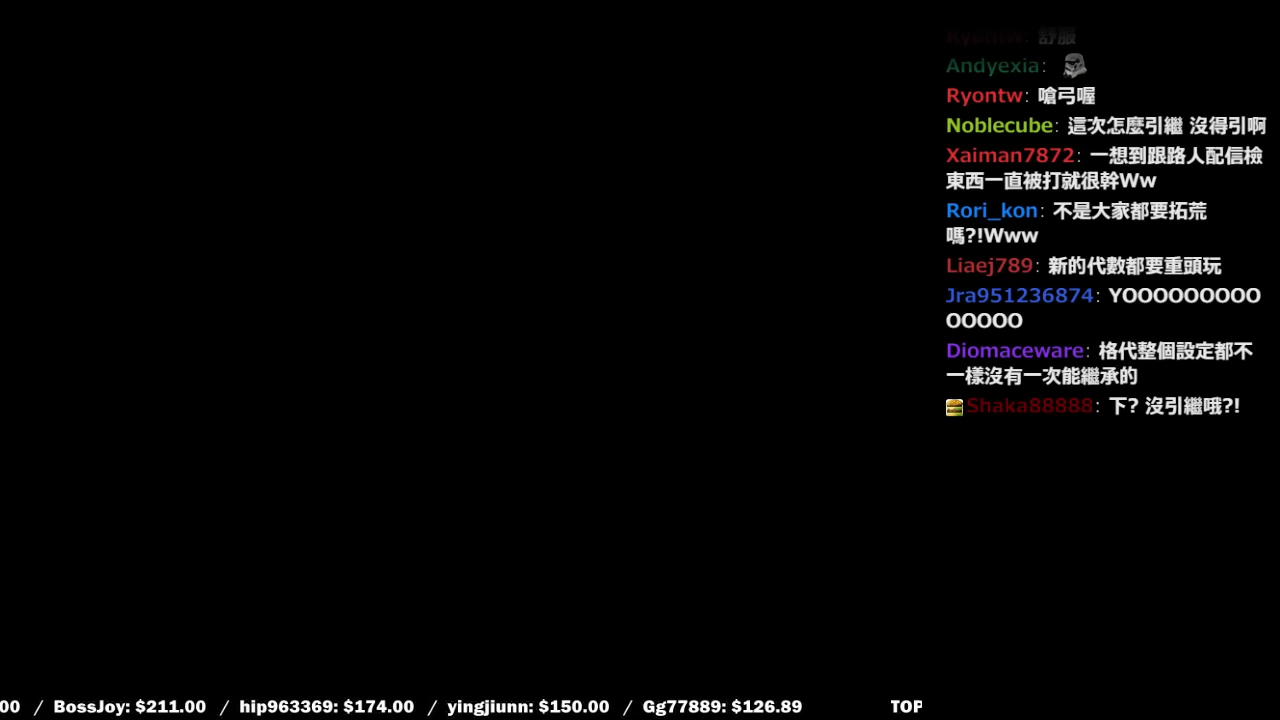 Ryontw: 舒服
Andyexia:
Ryontw: 嗆弓喔
Noblecube: 這次怎麼引繼 沒得引啊
Xaiman7872: 一想到跟路人配信檢
東西一直被打就很幹Ww
Rori_kon: 不是大家都要拓荒
嗎?!Www
Liaej789: 新的代數都要重頭玩
Jra951236874: YOOOOOOOOO
OOOOO
Diomaceware: 格代整個設定都不
一樣沒有一次能繼承的
Shaka88888: 下? 沒引繼哦?!
00 / BossJoy: $211.00 / hip963369: $174.00 / yingjiunn: $150.00 / Gg77889: $126.89 TOP